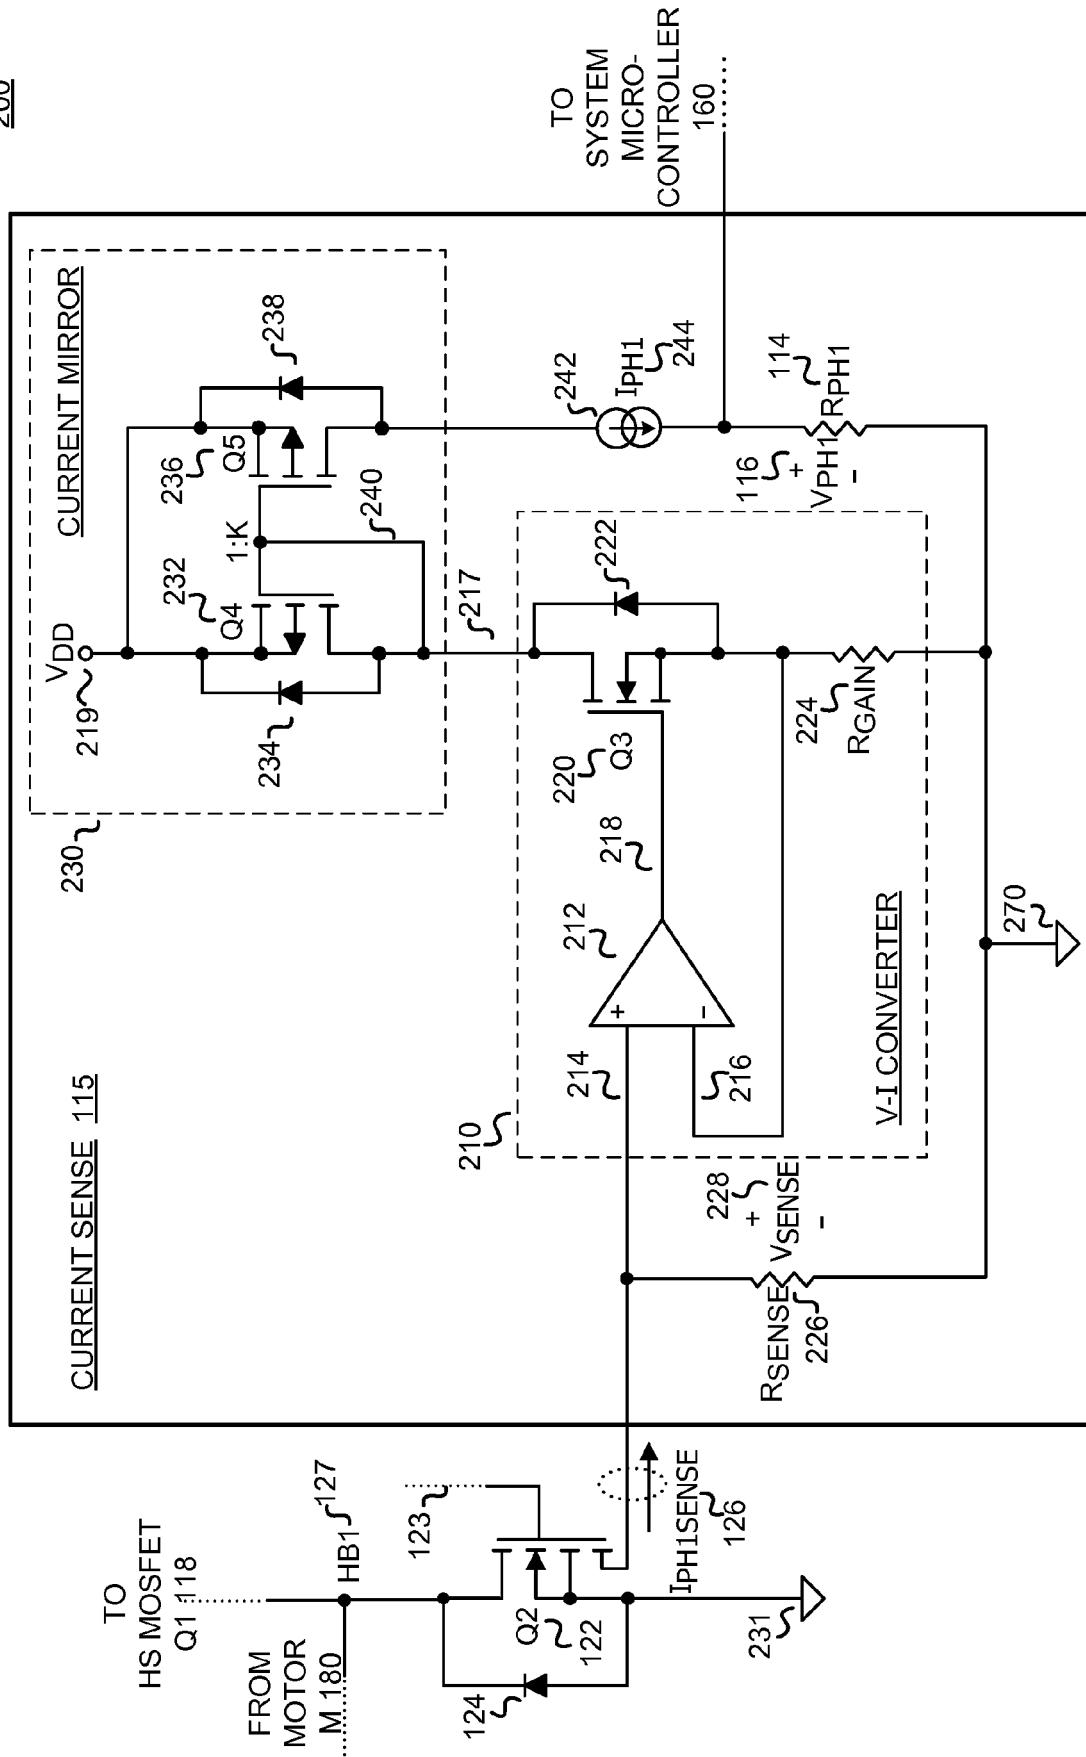 200
TO
HS MOSFET
Q1 118
FROM
MOTOR
M 180
HB1
127
123
124
Q2
122
231
IPH1SENSE
126
CURRENT SENSE 115
RSENSE
226
228
+
VSENSE
-
210
214
216
212
+
-
218
V-I CONVERTER
220
Q3
222
224
RGAIN
217
270
230
CURRENT MIRROR
VDD
219
232
Q4
234
1:K
236
Q5
238
240
242
IPH1
244
116
+
VPH1
-
114
RPH1
TO
SYSTEM
MICRO-
CONTROLLER
160